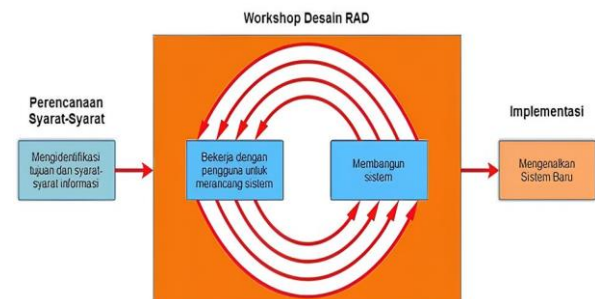 Workshop Desain RAD
Perencanaan
Syarat-Syarat
Mengidentifikasi
tujuan dan syarat-
syarat informasi
Bekerja dengan
pengguna untuk
merancang sistem
Membangun
sistem
Implementasi
Mengenalkan
Sistem Baru